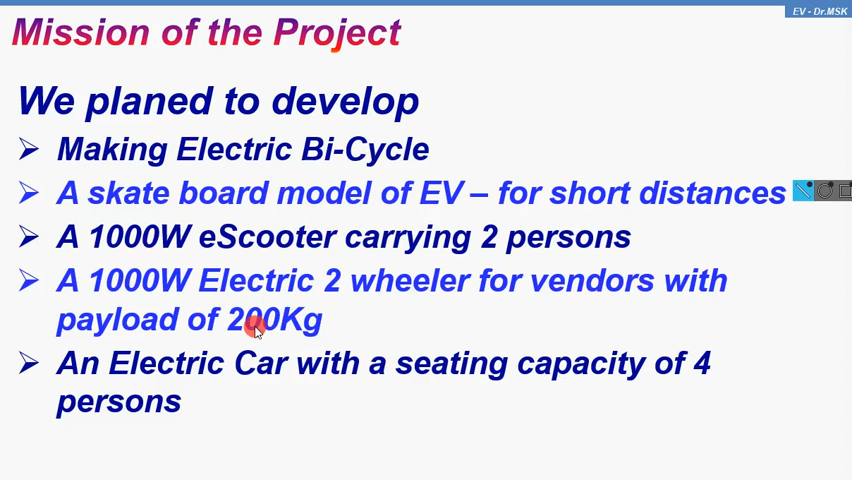 EV - Dr.MSK
Mission of the Project
We planed to develop
Making Electric Bi-Cycle
A skate board model of EV – for short distances
A 1000W eScooter carrying 2 persons
A 1000W Electric 2 wheeler for vendors with
payload of 200Kg
An Electric Car with a seating capacity of 4
persons